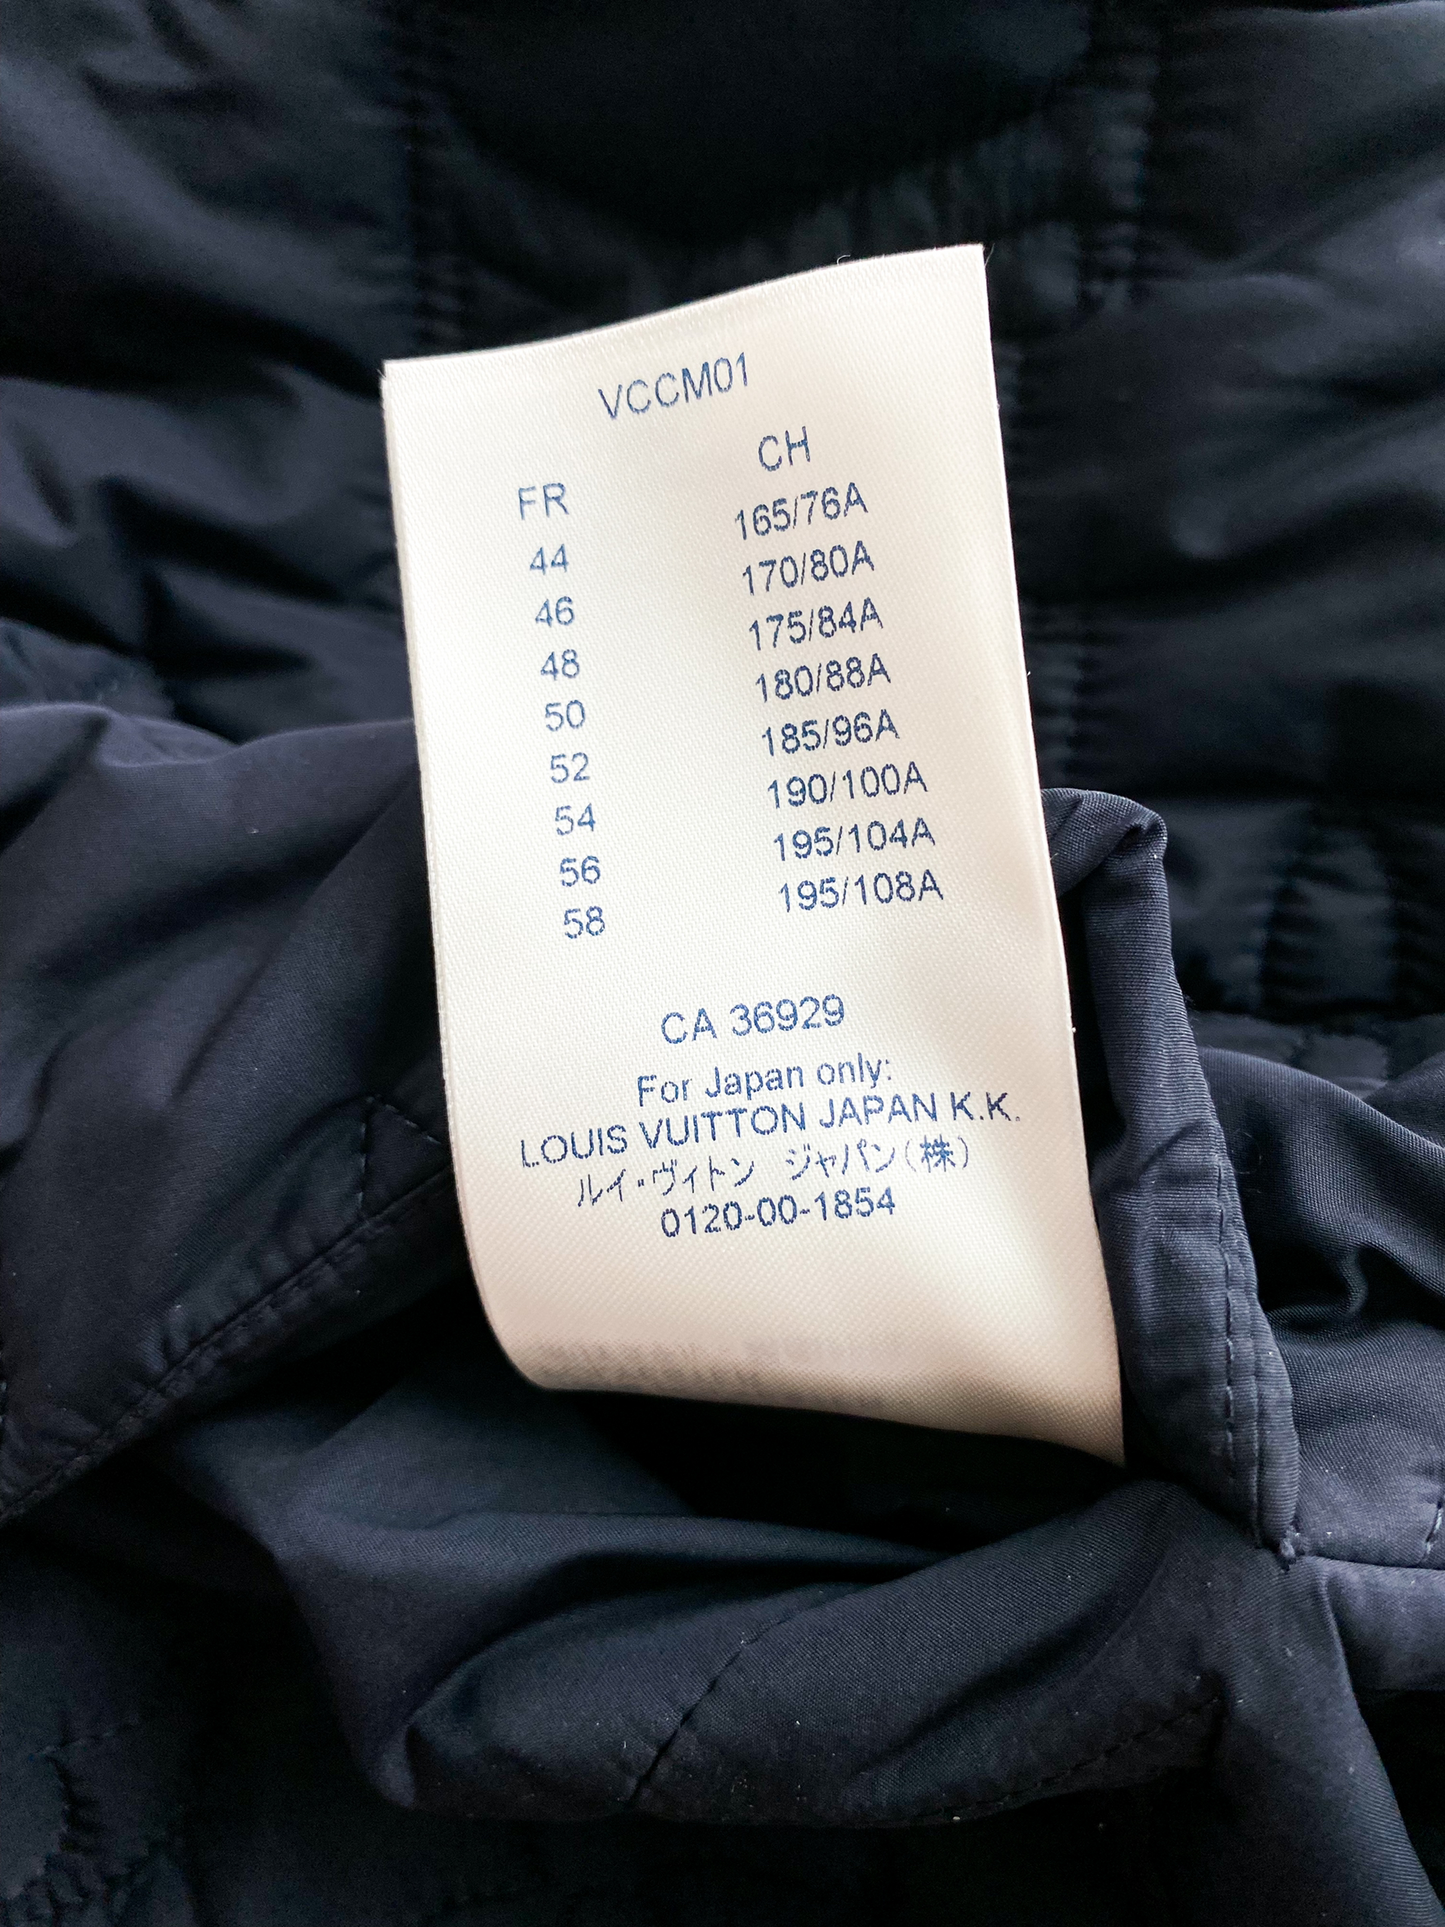 VCCM01
FR CH
44 165/76A
46 170/80A
48 175/84A
50 180/88A
52 185/96A
54 190/100A
56 195/104A
58 195/108A
CA 36929
For Japan only:
LOUIS VUITTON JAPAN K.K.
ルイ・ヴィトン ジャパン(株)
0120-00-1854